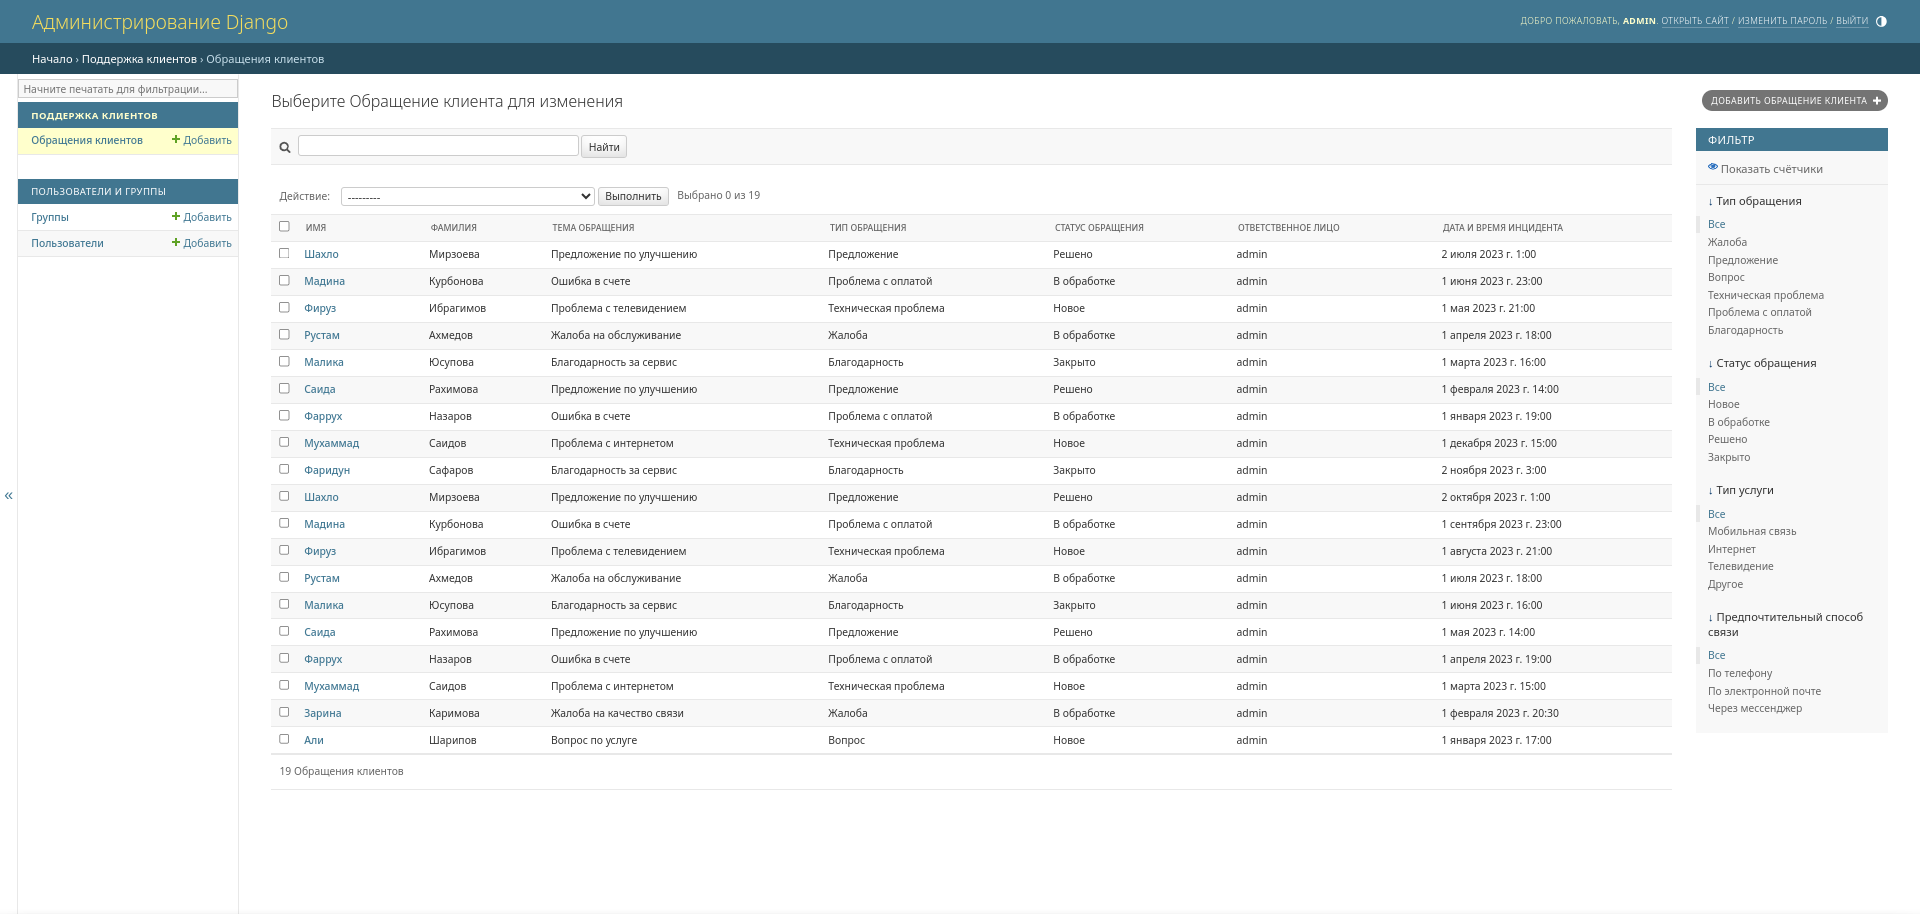 Администрирование Django
ДОБРО ПОЖАЛОВАТЬ, ADMIN. ОТКРЫТЬ САЙТ / ИЗМЕНИТЬ ПАРОЛЬ / ВЫЙТИ
Начало › Поддержка клиентов › Обращения клиентов
Начните печатать для фильтрации...
ПОДДЕРЖКА КЛИЕНТОВ
Обращения клиентов Добавить
ПОЛЬЗОВАТЕЛИ И ГРУППЫ
Группы Добавить
Пользователи Добавить
«
Выберите Обращение клиента для изменения
ДОБАВИТЬ ОБРАЩЕНИЕ КЛИЕНТА
Найти
Действие: --------- Выполнить Выбрано 0 из 19
ИМЯ ФАМИЛИЯ ТЕМА ОБРАЩЕНИЯ ТИП ОБРАЩЕНИЯ СТАТУС ОБРАЩЕНИЯ ОТВЕТСТВЕННОЕ ЛИЦО ДАТА И ВРЕМЯ ИНЦИДЕНТА
Шахло Мирзоева Предложение по улучшению Предложение Решено admin 2 июля 2023 г. 1:00
Мадина Курбонова Ошибка в счете Проблема с оплатой В обработке admin 1 июня 2023 г. 23:00
Фируз Ибрагимов Проблема с телевидением Техническая проблема Новое admin 1 мая 2023 г. 21:00
Рустам Ахмедов Жалоба на обслуживание Жалоба В обработке admin 1 апреля 2023 г. 18:00
Малика Юсупова Благодарность за сервис Благодарность Закрыто admin 1 марта 2023 г. 16:00
Саида Рахимова Предложение по улучшению Предложение Решено admin 1 февраля 2023 г. 14:00
Фаррух Назаров Ошибка в счете Проблема с оплатой В обработке admin 1 января 2023 г. 19:00
Мухаммад Саидов Проблема с интернетом Техническая проблема Новое admin 1 декабря 2023 г. 15:00
Фаридун Сафаров Благодарность за сервис Благодарность Закрыто admin 2 ноября 2023 г. 3:00
Шахло Мирзоева Предложение по улучшению Предложение Решено admin 2 октября 2023 г. 1:00
Мадина Курбонова Ошибка в счете Проблема с оплатой В обработке admin 1 сентября 2023 г. 23:00
Фируз Ибрагимов Проблема с телевидением Техническая проблема Новое admin 1 августа 2023 г. 21:00
Рустам Ахмедов Жалоба на обслуживание Жалоба В обработке admin 1 июля 2023 г. 18:00
Малика Юсупова Благодарность за сервис Благодарность Закрыто admin 1 июня 2023 г. 16:00
Саида Рахимова Предложение по улучшению Предложение Решено admin 1 мая 2023 г. 14:00
Фаррух Назаров Ошибка в счете Проблема с оплатой В обработке admin 1 апреля 2023 г. 19:00
Мухаммад Саидов Проблема с интернетом Техническая проблема Новое admin 1 марта 2023 г. 15:00
Зарина Каримова Жалоба на качество связи Жалоба В обработке admin 1 февраля 2023 г. 20:30
Али Шарипов Вопрос по услуге Вопрос Новое admin 1 января 2023 г. 17:00
19 Обращения клиентов
ФИЛЬТР
Показать счётчики
↓ Тип обращения
Все
Жалоба
Предложение
Вопрос
Техническая проблема
Проблема с оплатой
Благодарность
↓ Статус обращения
Все
Новое
В обработке
Решено
Закрыто
↓ Тип услуги
Все
Мобильная связь
Интернет
Телевидение
Другое
↓ Предпочтительный способ
связи
Все
По телефону
По электронной почте
Через мессенджер